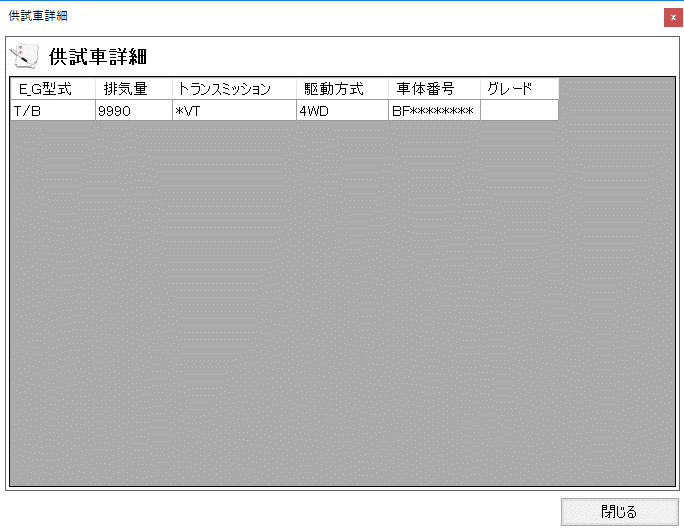 供試車詳細
x
供試車詳細
E_G型式 排気量 トランスミッション 駆動方式 車体番号 グレード
T/B 9990 *VT 4WD BF********
閉じる